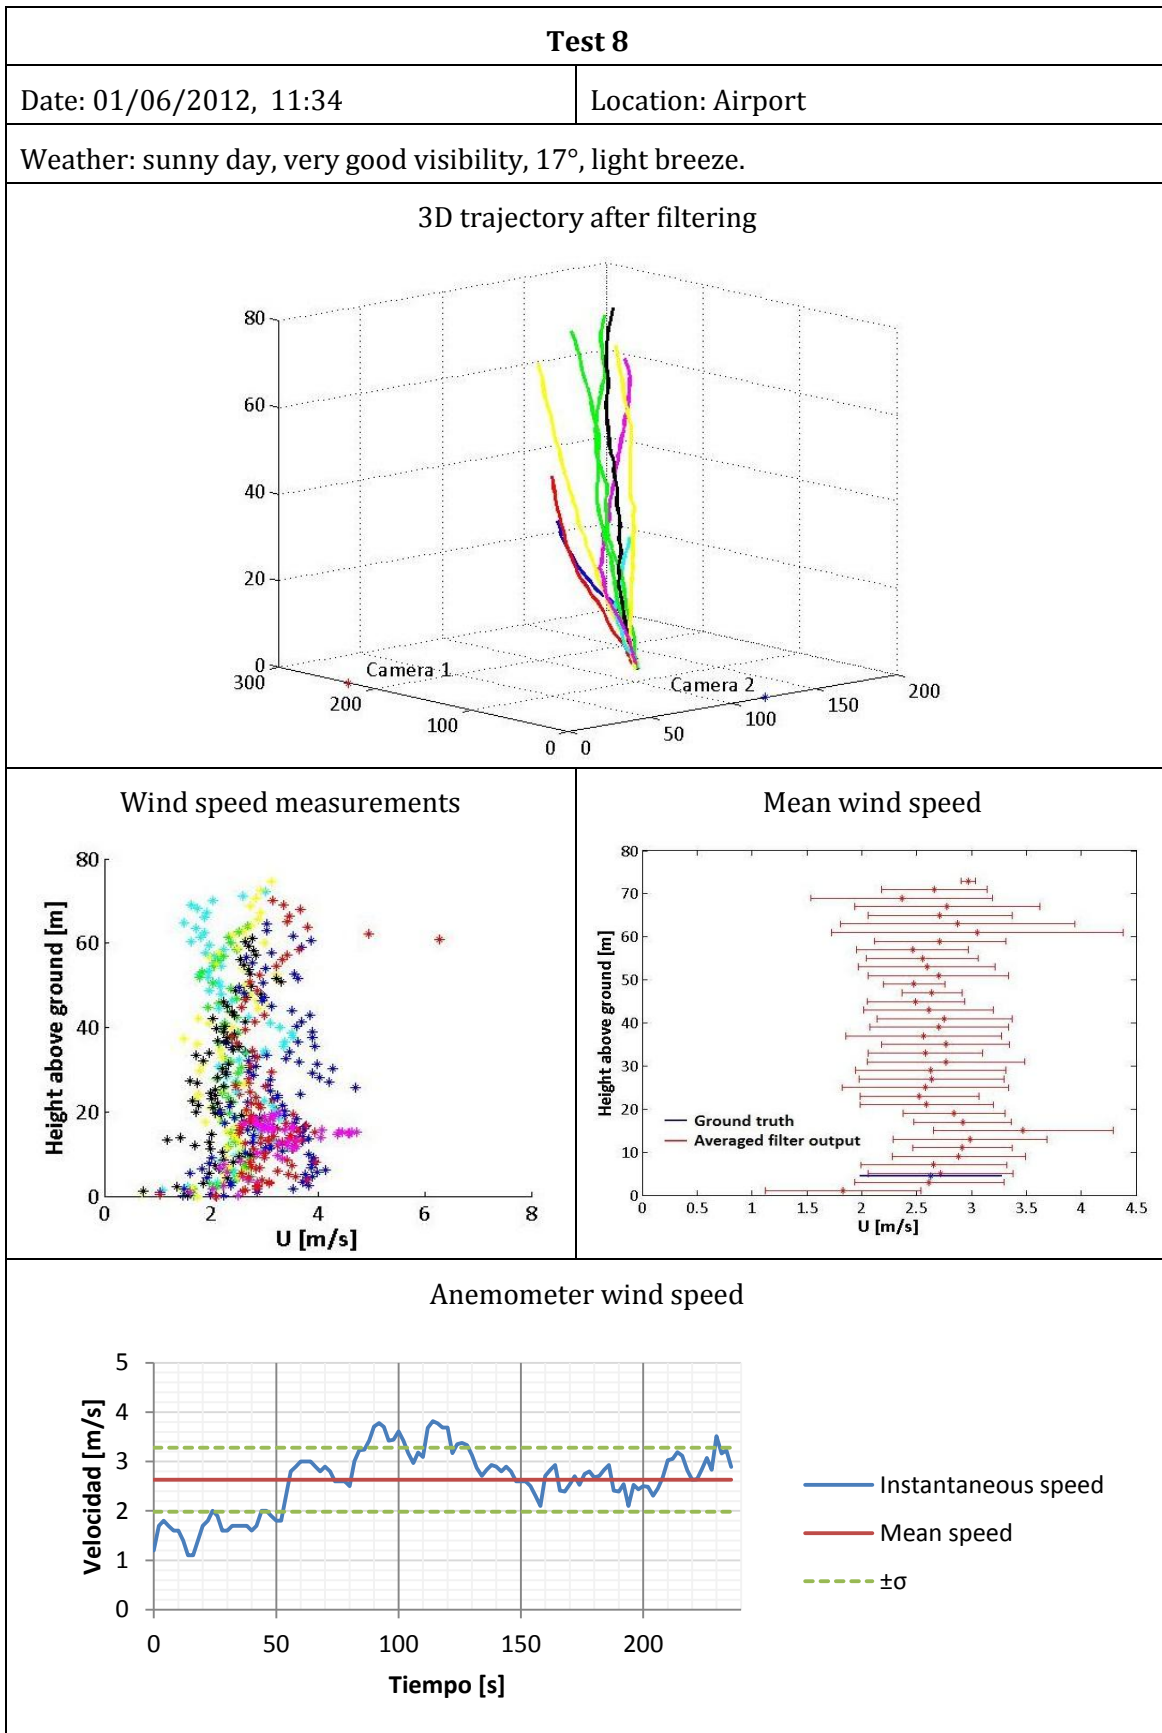 Test 8
Date: 01/06/2012, 11:34
Location: Airport
Weather: sunny day, very good visibility, 17°, light breeze.
3D trajectory after filtering
80
60
40
20
0
300
200
100
0
0
50
100
150
200
Camera 1
Camera 2
Wind speed measurements
Height above ground [m]
80
60
40
20
0
0 2 4 6 8
U [m/s]
Mean wind speed
Height above ground [m]
80
70
60
50
40
30
20
10
0
Ground truth
Averaged filter output
0 0.5 1 1.5 2 2.5 3 3.5 4 4.5
U [m/s]
Anemometer wind speed
Velocidad [m/s]
5
4
3
2
1
0
0 50 100 150 200
Tiempo [s]
Instantaneous speed
Mean speed
±σ